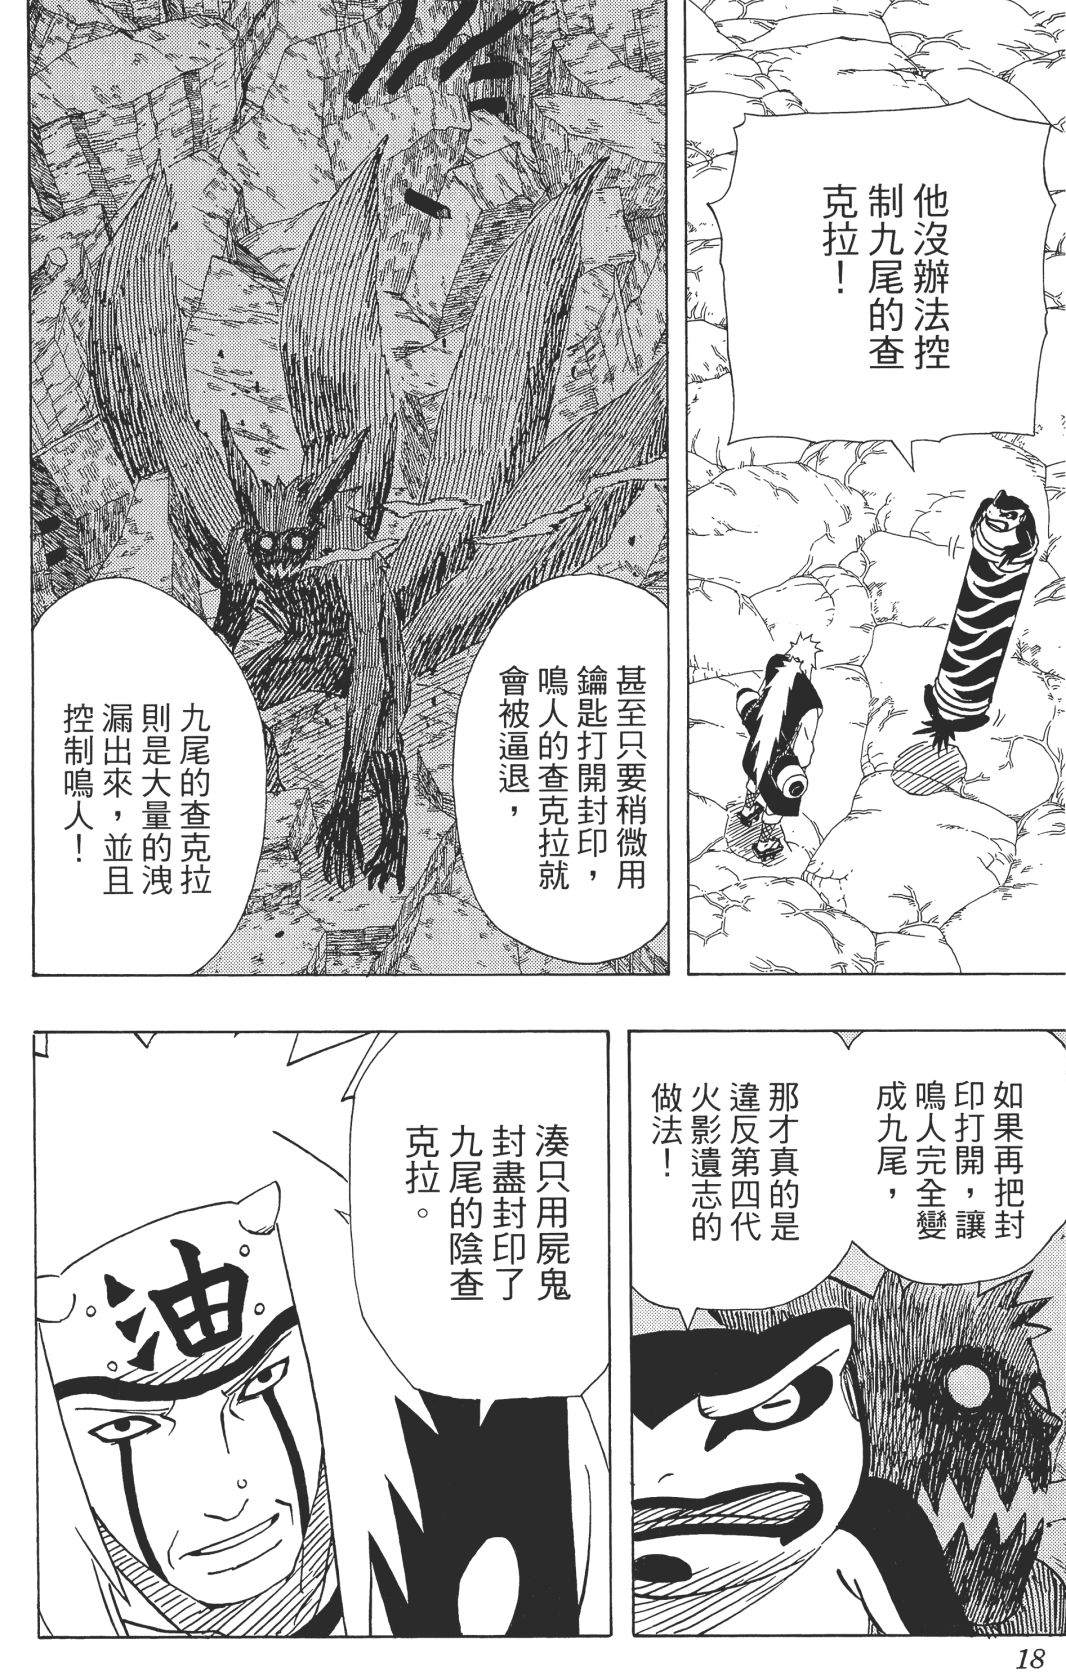 他沒辦法控
制九尾的查
克拉！
甚至只要稍微用
鑰匙打開封印，
鳴人的查克拉就
會被逼退，
九尾的查克拉
則是大量的洩
漏出來，並且
控制鳴人！
如果再把封
印打開，讓
鳴人完全變
成九尾，
那才真的是
違反第四代
火影遺志的
做法！
湊只用屍鬼
封盡封印了
九尾的陰查
克拉。
油
18